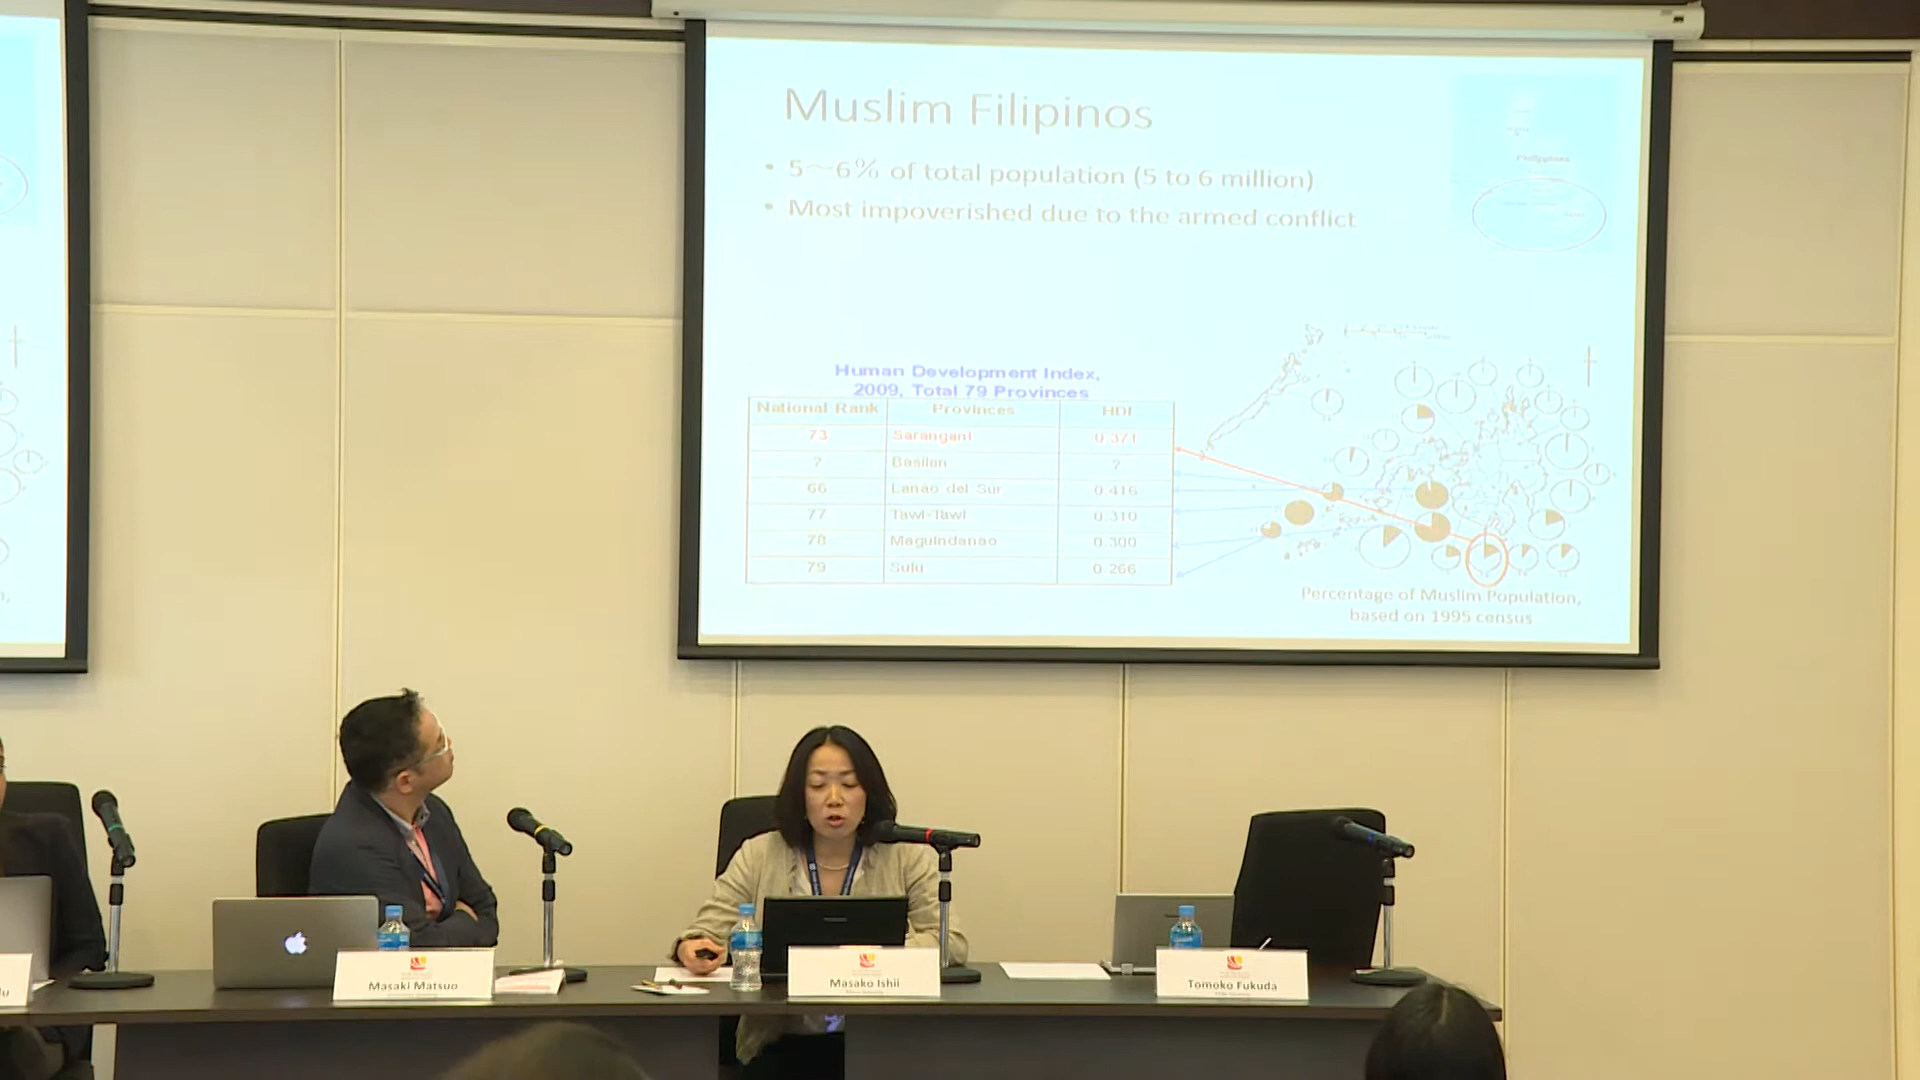 Muslim Filipinos
• 5～6% of total population (5 to 6 million)
• Most impoverished due to the armed conflict
Philippines
Human Development Index,
2009, Total 79 Provinces
National Rank Provinces HDI
73 Sarangani 0.371
? Basilan ?
66 Lanao del Sur 0.416
77 Tawi-Tawi 0.310
78 Maguindanao 0.300
79 Sulu 0.266
Percentage of Muslim Population,
based on 1995 census
Masaki Matsuo
Masako Ishii
Tomoko Fukuda